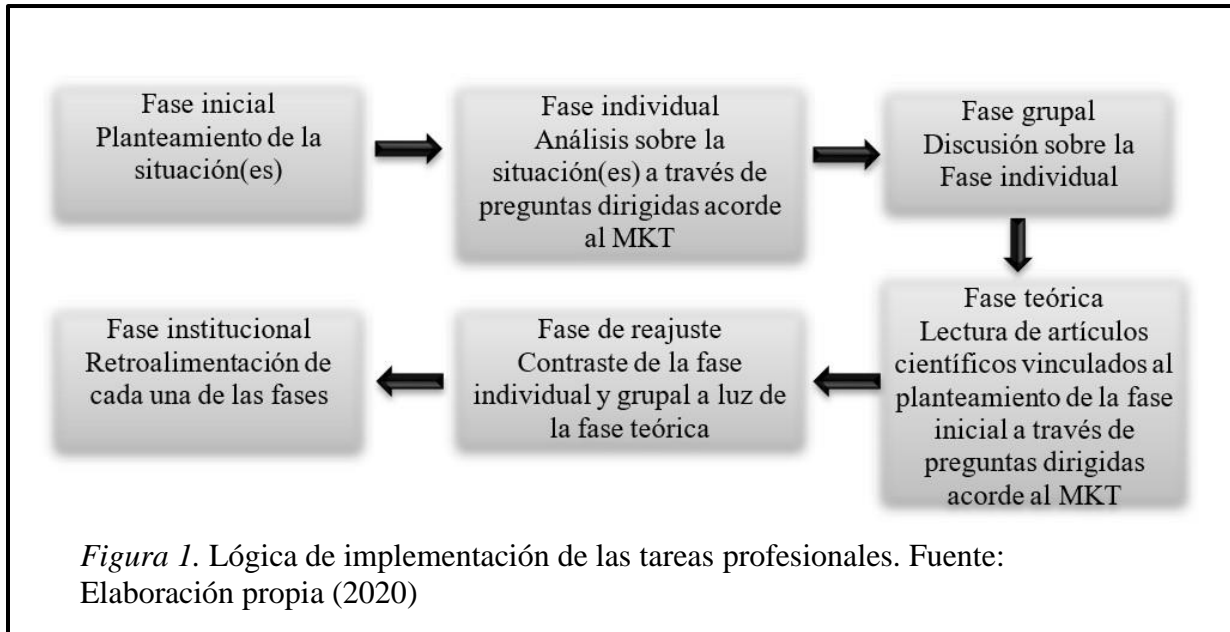 Fase inicial
Planteamiento de la
situación(es)
Fase individual
Análisis sobre la
situación(es) a través de
preguntas dirigidas acorde
al MKT
Fase grupal
Discusión sobre la
Fase individual
Fase teórica
Lectura de artículos
científicos vinculados al
planteamiento de la fase
inicial a través de
preguntas dirigidas
acorde al MKT
Fase de reajuste
Contraste de la fase
individual y grupal a luz de
la fase teórica
Fase institucional
Retroalimentación de
cada una de las fases
Figura 1. Lógica de implementación de las tareas profesionales. Fuente:
Elaboración propia (2020)